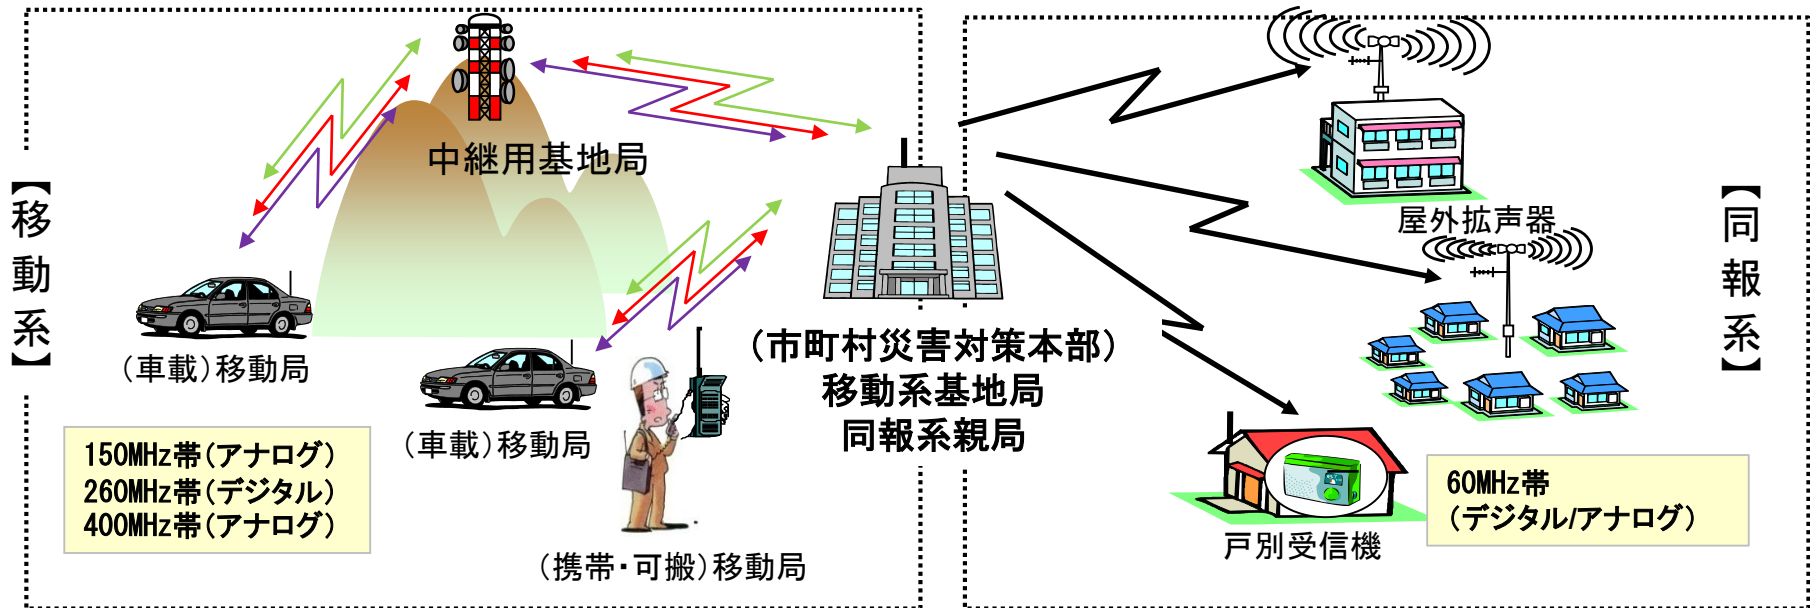 【移動系】
中継用基地局
（車載）移動局
（車載）移動局
150MHz帯（アナログ）
260MHz帯（デジタル）
400MHz帯（アナログ）
（携帯・可搬）移動局
（市町村災害対策本部）
移動系基地局
同報系親局
屋外拡声器
【同報系】
戸別受信機
60MHz帯
（デジタル/アナログ）